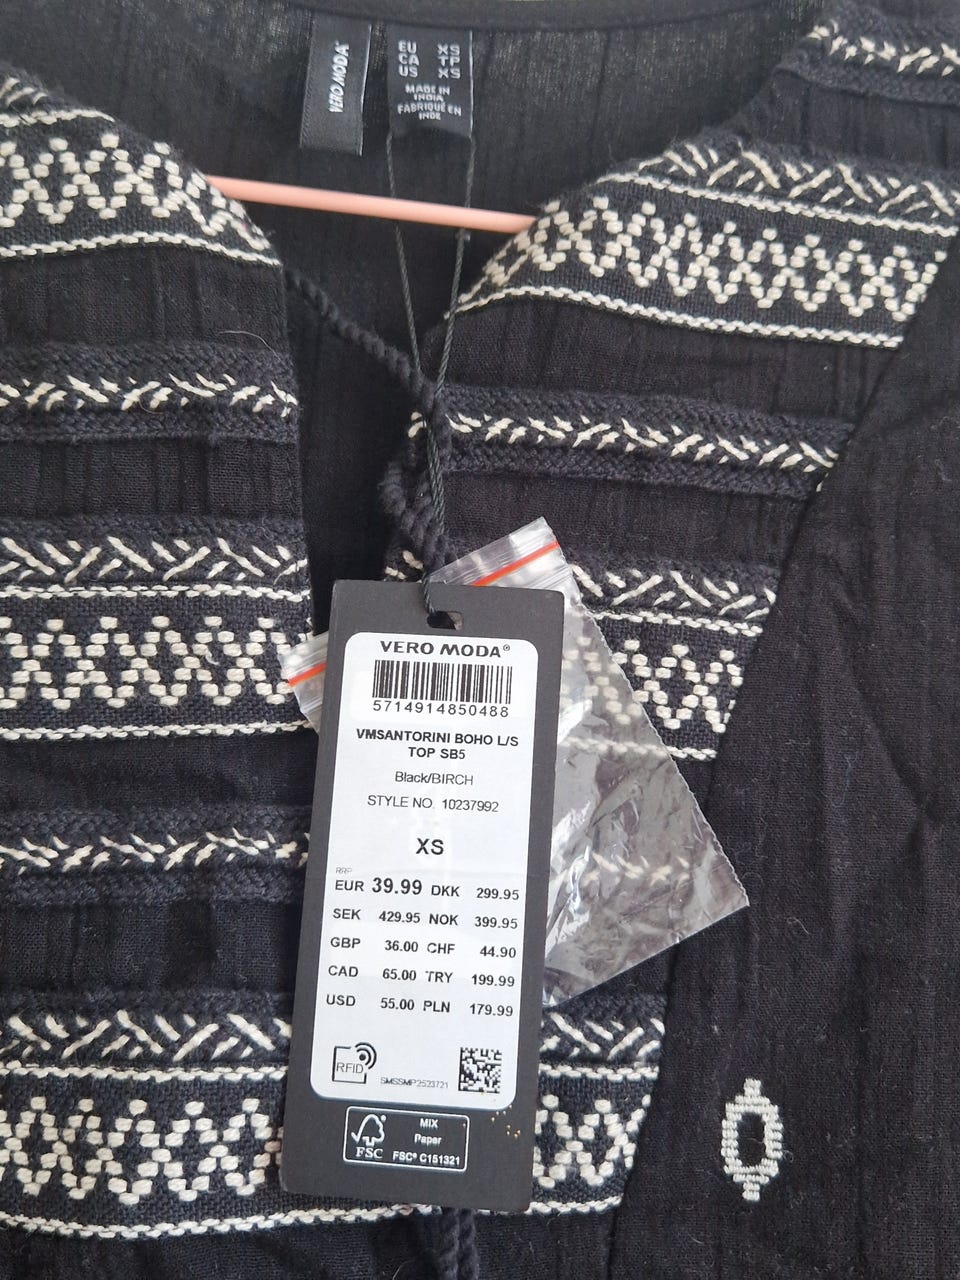 VERO MODA
EU XS
CA TP
US XS
MADE IN
INDIA
FABRIQUÉ EN
INDE
VERO MODA®
5714914850488
VMSANTORINI BOHO L/S
TOP SB5
Black/BIRCH
STYLE NO. 10237992
XS
RRP
EUR 39.99 DKK 299.95
SEK 429.95 NOK 399.95
GBP 36.00 CHF 44.90
CAD 65.00 TRY 199.99
USD 55.00 PLN 179.99
RFID
SMSSMP2523721
FSC
MIX
Paper
FSC® C151321